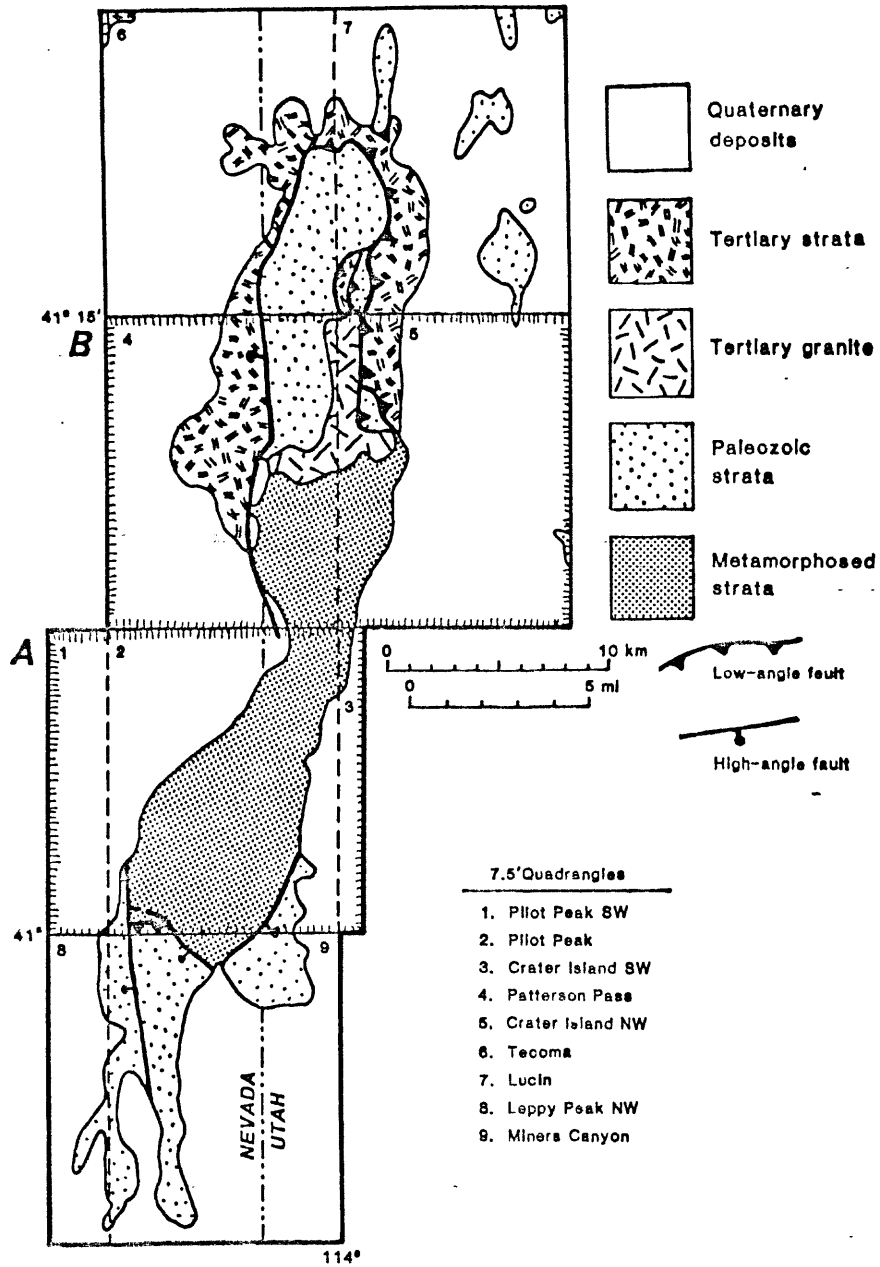 6
7
Quaternary
deposits
Tertiary strata
41° 15'
B
4
5
Tertiary granite
Paleozoic
strata
Metamorphosed
strata
A
1
2
3
0 10 km
0 5 mi
Low-angle fault
High-angle fault
41°
8
9
7.5' Quadrangles
1. Pilot Peak SW
2. Pilot Peak
3. Crater Island SW
4. Patterson Pass
5. Crater Island NW
6. Tecoma
7. Lucin
8. Leppy Peak NW
9. Miners Canyon
NEVADA
UTAH
114°